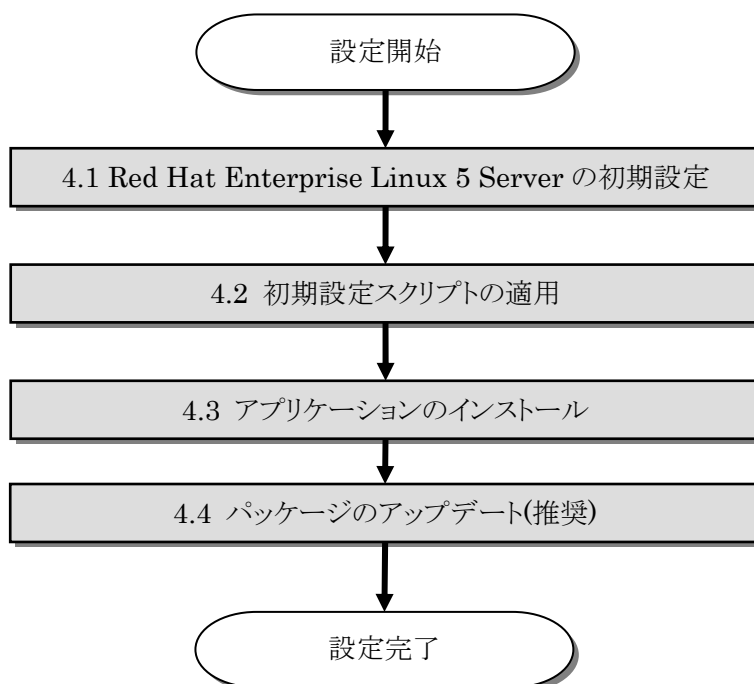 設定開始
4.1 Red Hat Enterprise Linux 5 Server の初期設定
4.2 初期設定スクリプトの適用
4.3 アプリケーションのインストール
4.4 パッケージのアップデート(推奨)
設定完了